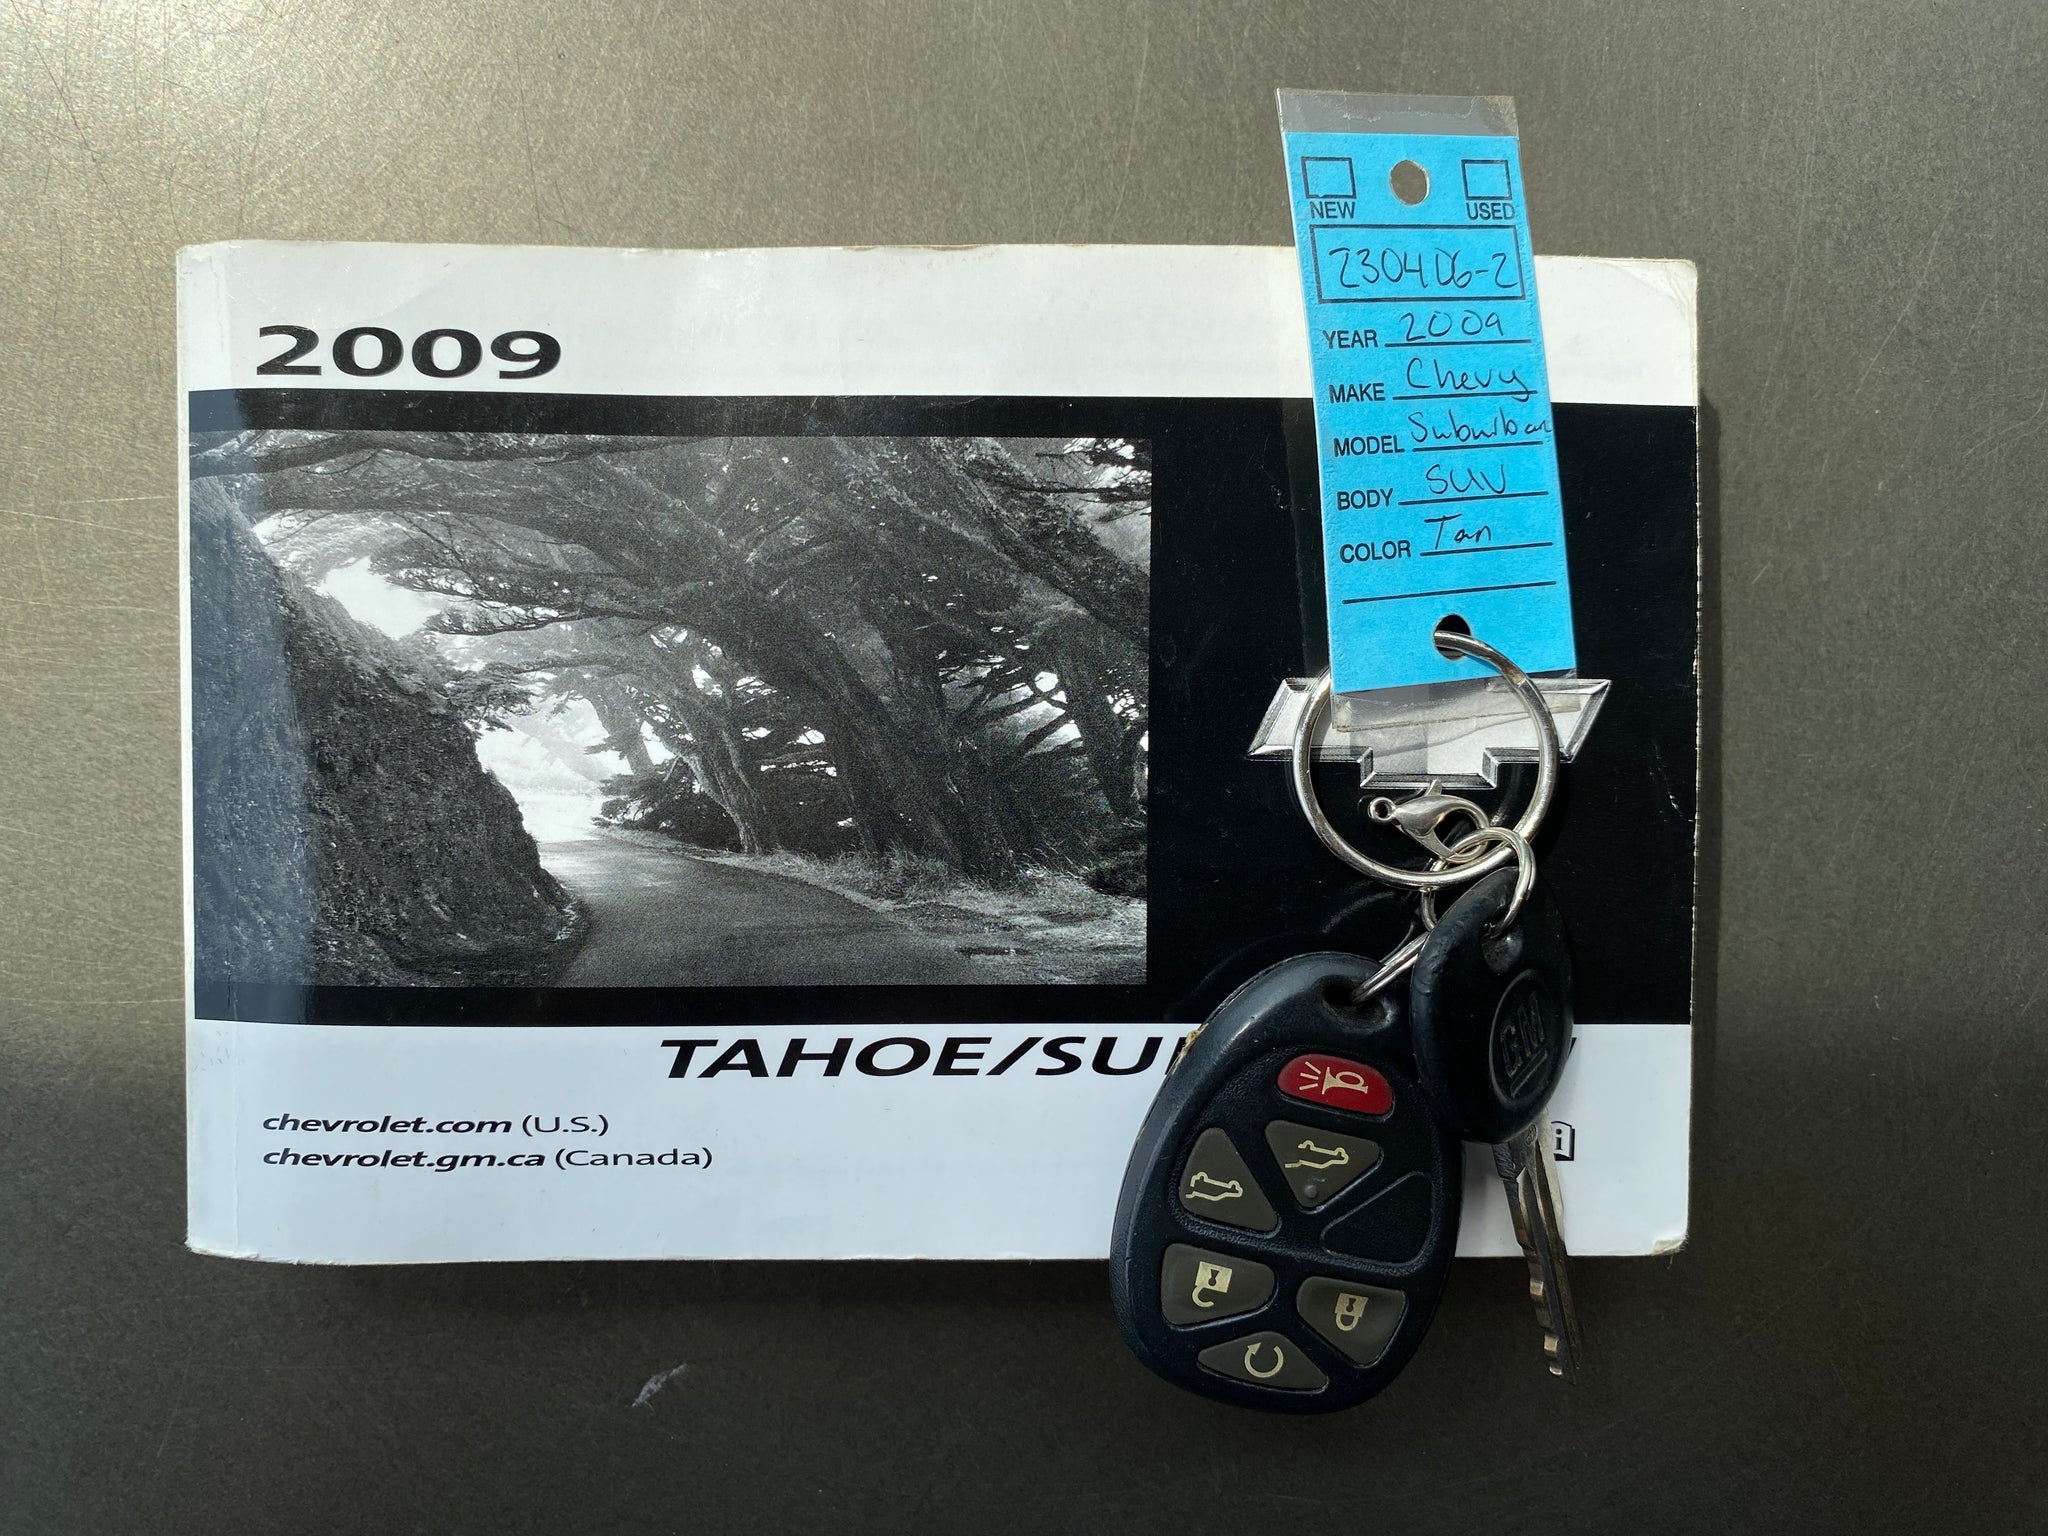 2009
TAHOE/SU
chevrolet.com (U.S.)
chevrolet.gm.ca (Canada)
i
NEW USED
230406-2
YEAR 2009
MAKE Chevy
MODEL Suburban
BODY SUV
COLOR Tan
GM